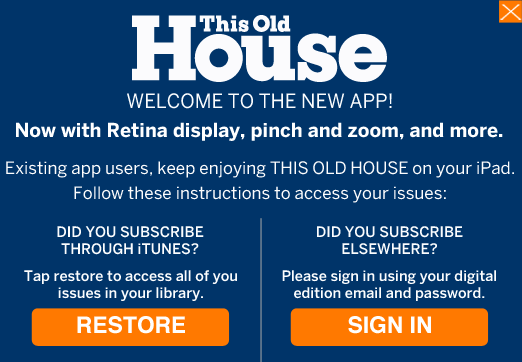 This Old
House
WELCOME TO THE NEW APP!
Now with Retina display, pinch and zoom, and more.
Existing app users, keep enjoying THIS OLD HOUSE on your iPad.
Follow these instructions to access your issues:
DID YOU SUBSCRIBE
THROUGH iTUNES?
Tap restore to access all of you
issues in your library.
RESTORE
DID YOU SUBSCRIBE
ELSEWHERE?
Please sign in using your digital
edition email and password.
SIGN IN